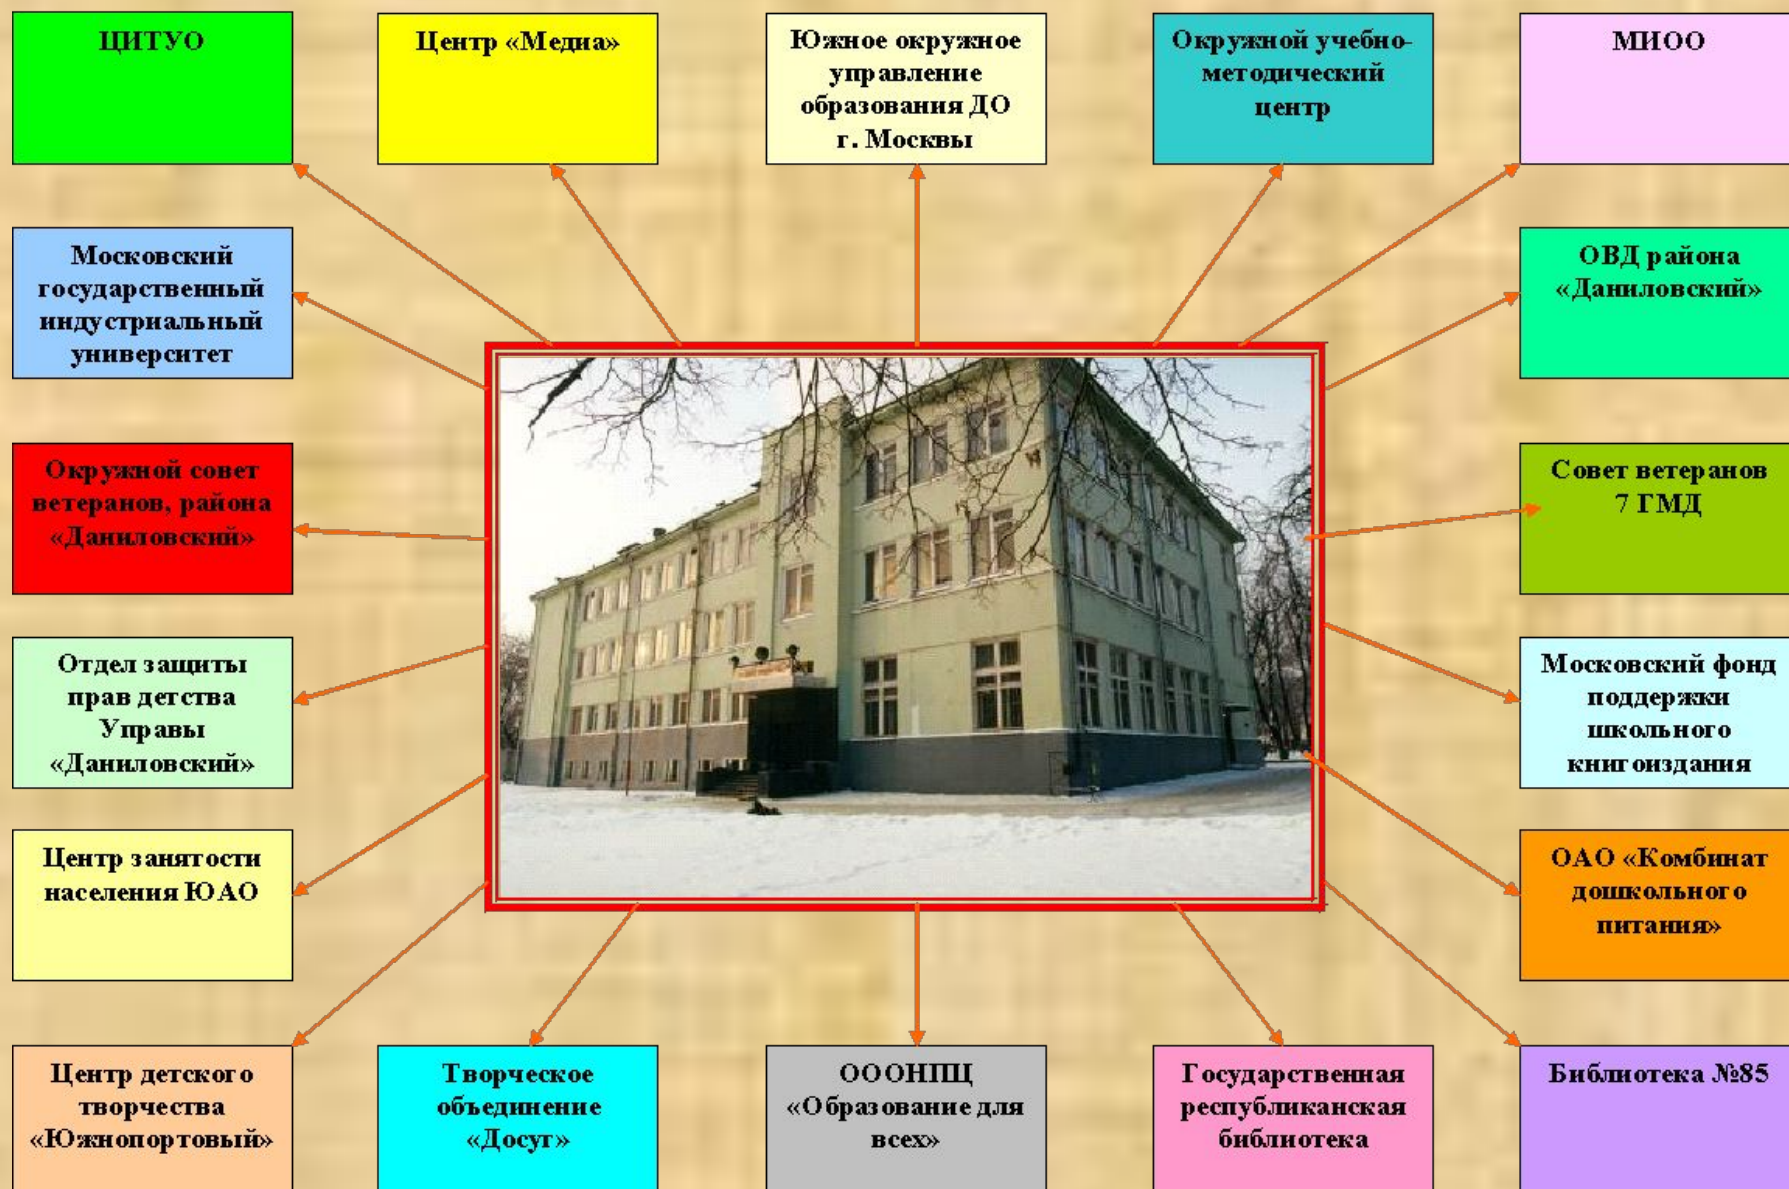 ЦИТУО
Центр «Медиа»
Южное окружное
управление
образования ДО
г. Москвы
Окружной учебно-
методический
центр
МИОО
Московский
государственный
индустриальный
университет
ОВД района
«Даниловский»
Окружной совет
ветеранов, района
«Даниловский»
Совет ветеранов
7 ГМД
Отдел защиты
прав детства
Управы
«Даниловский»
Московский фонд
поддержки
школьного
книгоиздания
Центр занятости
населения ЮАО
ОАО «Комбинат
дошкольного
питания»
Центр детского
творчества
«Южнопортовый»
Творческое
объединение
«Досуг»
ОООНПЦ
«Образование для
всех»
Государственная
республиканская
библиотека
Библиотека №85